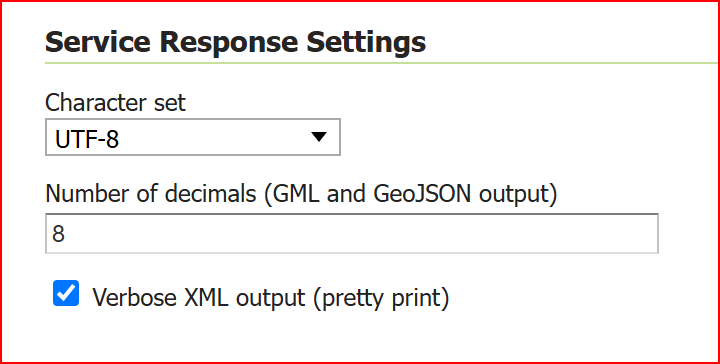 Service Response Settings
Character set
UTF-8
Number of decimals (GML and GeoJSON output)
8
Verbose XML output (pretty print)